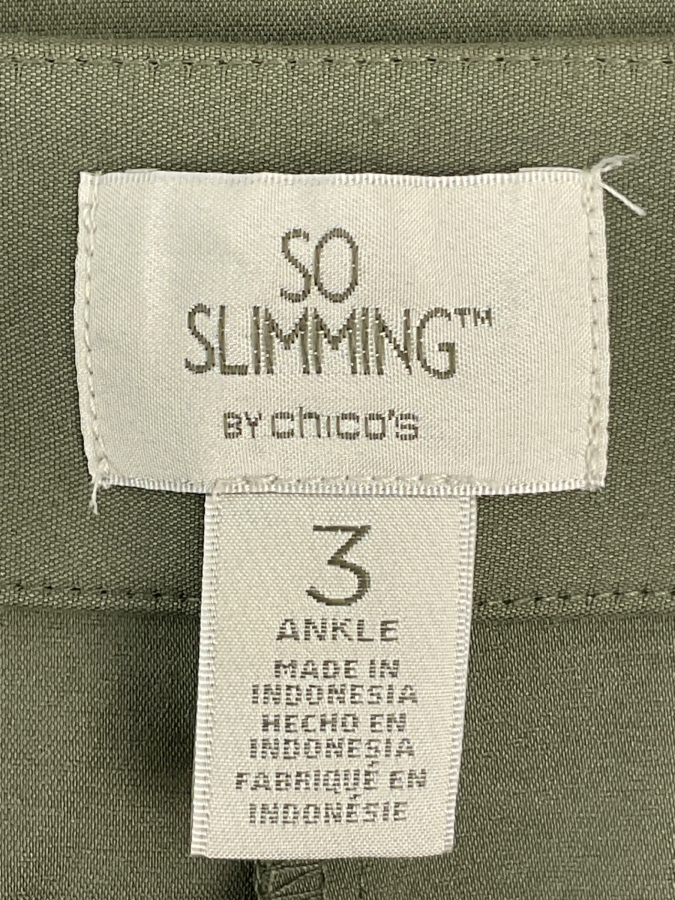 SO
SLIMMING™
BY chico's
3
ANKLE
MADE IN
INDONESIA
HECHO EN
INDONESIA
FABRIQUÉ EN
INDONÉSIE